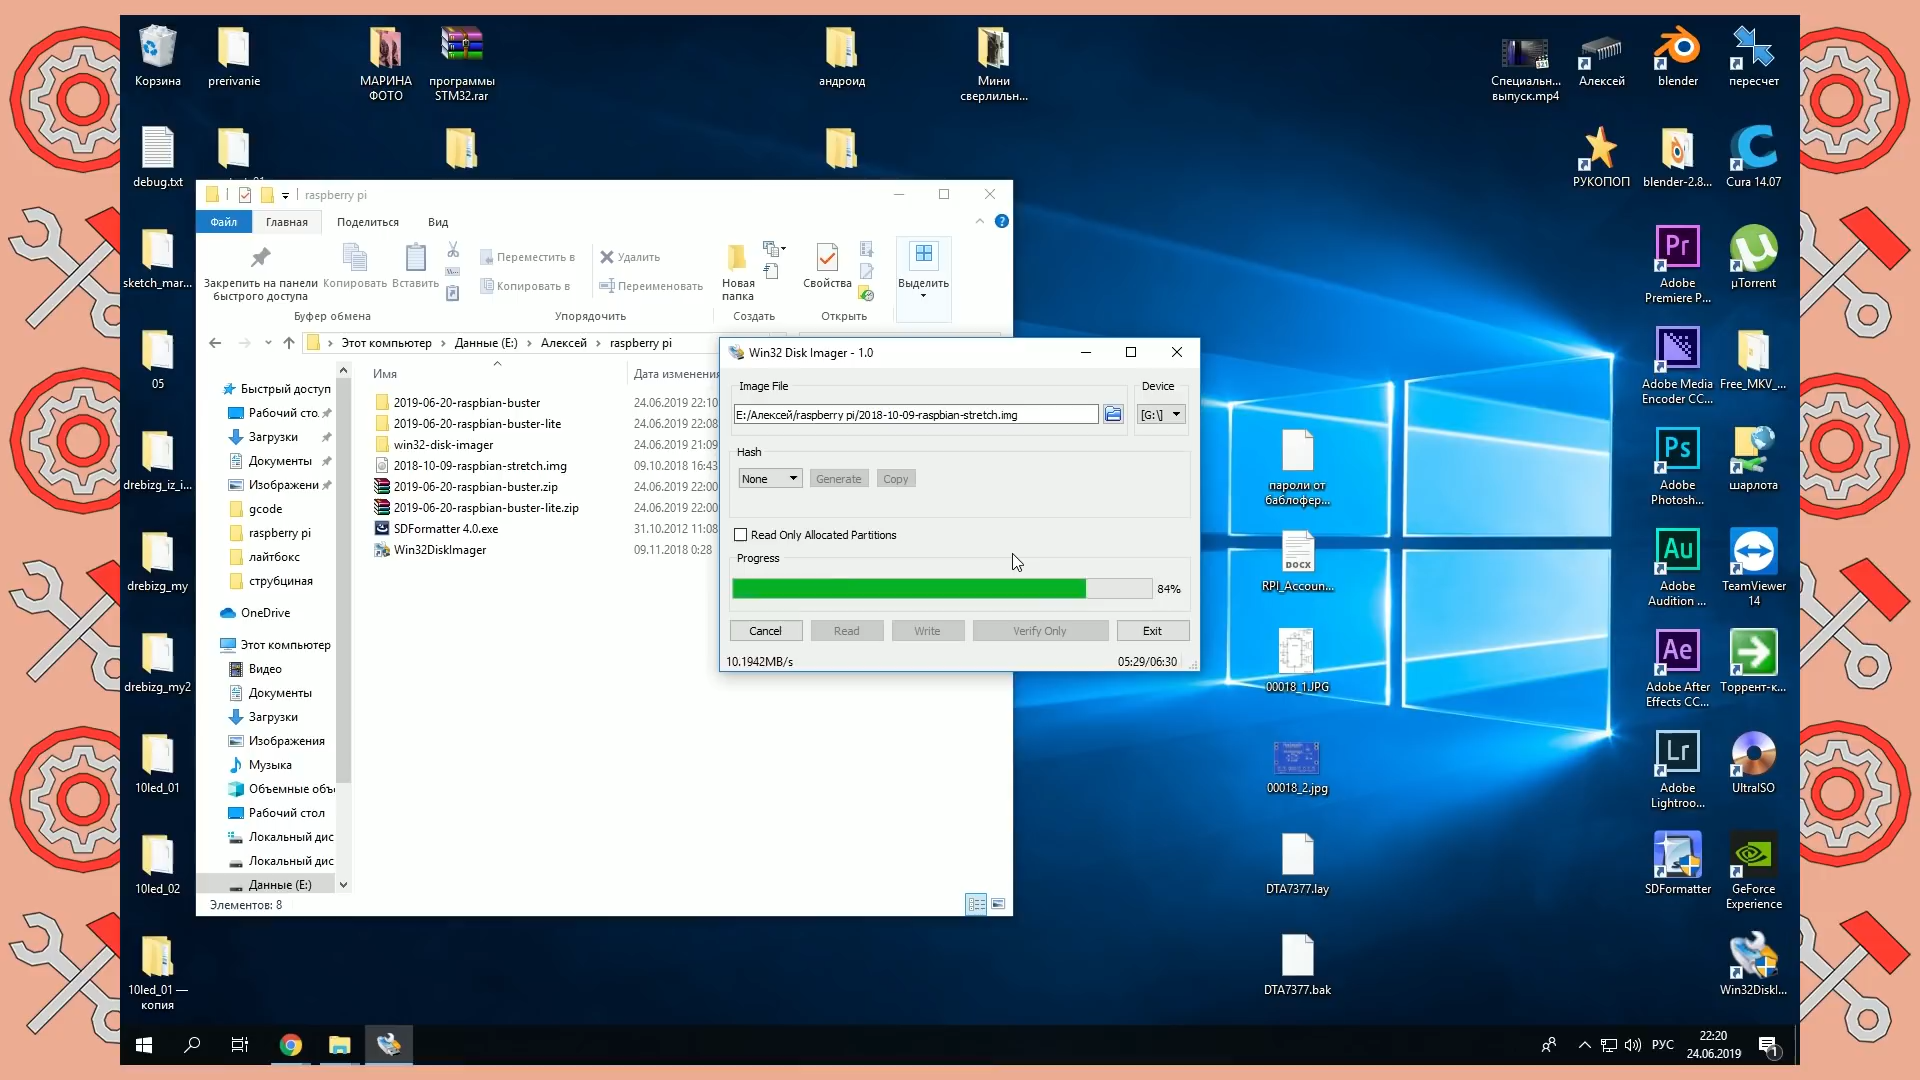 Корзина
prerivanie
МАРИНА
ФОТО
программы
STM32.rar
андроид
Мини
сверлильн...
Специальн...
выпуск.mp4
Алексей
blender
пересчет
debug.txt
РУКОПОП
blender-2.8...
Cura 14.07
sketch_mar...
05
drebizg_iz_i...
drebizg_my
drebizg_my2
10led_01
10led_02
10led_01 —
копия
raspberry pi
Файл
Главная
Поделиться
Вид
Закрепить на панели
быстрого доступа
Копировать
Вставить
Переместить в
Копировать в
Удалить
Переименовать
Новая
папка
Свойства
Выделить
Буфер обмена
Упорядочить
Создать
Открыть
Этот компьютер
Данные (E:)
Алексей
raspberry pi
Имя
Дата изменения
2019-06-20-raspbian-buster
24.06.2019 22:10
2019-06-20-raspbian-buster-lite
24.06.2019 22:08
win32-disk-imager
24.06.2019 21:09
2018-10-09-raspbian-stretch.img
09.10.2018 16:43
2019-06-20-raspbian-buster.zip
24.06.2019 22:00
2019-06-20-raspbian-buster-lite.zip
24.06.2019 22:00
SDFormatter 4.0.exe
31.10.2012 11:08
Win32DiskImager
09.11.2018 0:28
Быстрый доступ
Рабочий сто.
Загрузки
Документы
Изображени
gcode
raspberry pi
лайтбокс
струбциная
OneDrive
Этот компьютер
Видео
Документы
Загрузки
Изображения
Музыка
Объемные объ
Рабочий стол
Локальный дис
Локальный дис
Данные (E:)
Элементов: 8
Win32 Disk Imager - 1.0
Image File
Device
E:/Алексей/raspberry pi/2018-10-09-raspbian-stretch.img
[G:\]
Hash
None
Generate
Copy
Read Only Allocated Partitions
Progress
84%
Cancel
Read
Write
Verify Only
Exit
10.1942MB/s
05:29/06:30
пароли от
баблофер...
DOCX
RPI_Accoun...
00018_1.JPG
00018_2.jpg
DTA7377.lay
DTA7377.bak
Pr
Adobe
Premiere P...
µTorrent
Adobe Media
Encoder CC...
Free_MKV_...
Ps
Adobe
Photosh...
шарлота
Au
Adobe
Audition ...
TeamViewer
14
Ae
Adobe After
Effects CC...
Торрент-к...
Lr
Adobe
Lightroo...
UltraISO
SDFormatter
GeForce
Experience
Win32DiskI...
РУС
22:20
24.06.2019
1